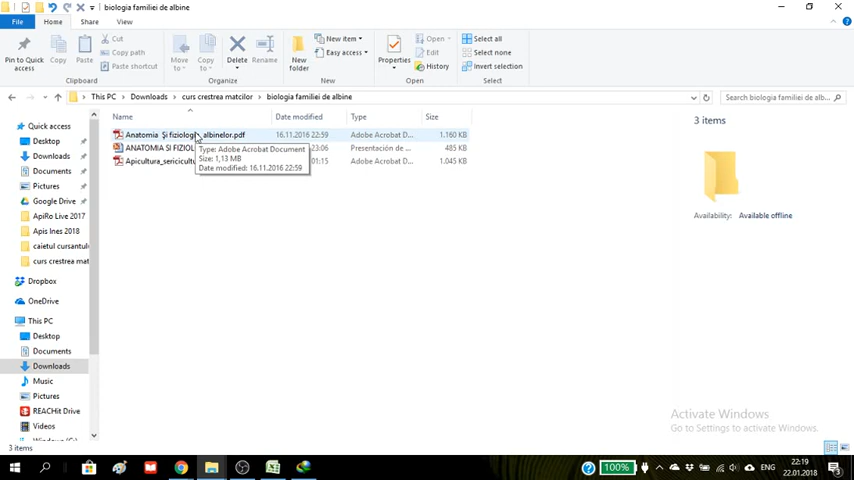 biologia familiei de albine
File Home Share View
Pin to Quick access
Copy
Paste
Cut
Copy path
Paste shortcut
Clipboard
Move to
Copy to
Delete
Rename
Organize
New folder
New item
Easy access
New
Properties
Open
Edit
History
Open
Select all
Select none
Invert selection
Select
This PC > Downloads > curs crestrea matcilor > biologia familiei de albine
Search biologia familiei de alb...
Name Date modified Type Size
Anatomia Şi fiziologia albinelor.pdf 16.11.2016 22:59 Adobe Acrobat D... 1.160 KB
ANATOMIA SI FIZIOL 23:06 Presentación de ... 485 KB
Apicultura_sericicultu 01:15 Adobe Acrobat D... 1.045 KB
Type: Adobe Acrobat Document
Size: 1,13 MB
Date modified: 16.11.2016 22:59
Quick access
Desktop
Downloads
Documents
Pictures
Google Drive
ApiRo Live 2017
Apis Ines 2018
caietul cursantulu
curs crestrea mat
Dropbox
OneDrive
This PC
Desktop
Documents
Downloads
Music
Pictures
REACHit Drive
Videos
3 items
Availability: Available offline
Activate Windows
Go to Settings to activate Windows.
3 items
100%
ENG
22:19
22.01.2018
3